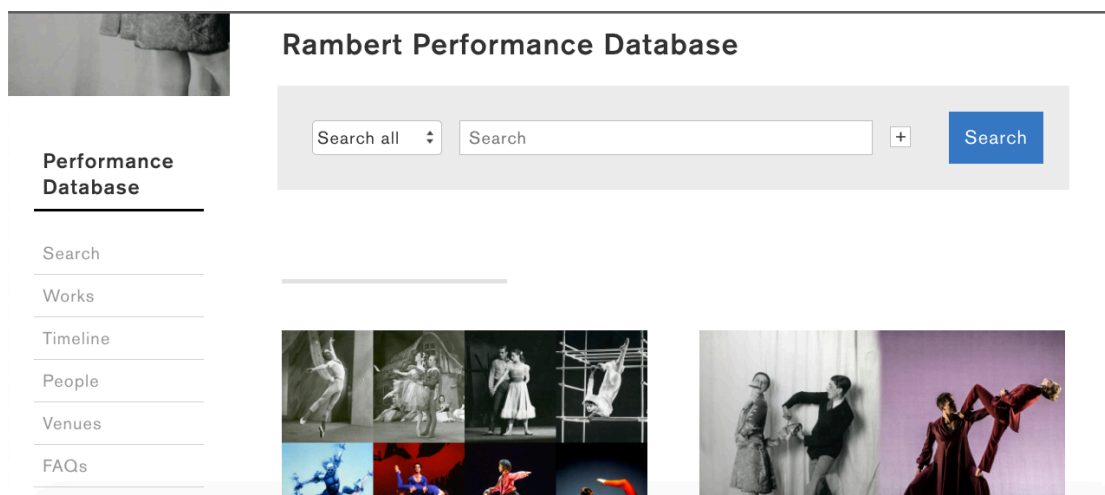 Rambert Performance Database
Search all
Search
+
Search
Performance
Database
Search
Works
Timeline
People
Venues
FAQs